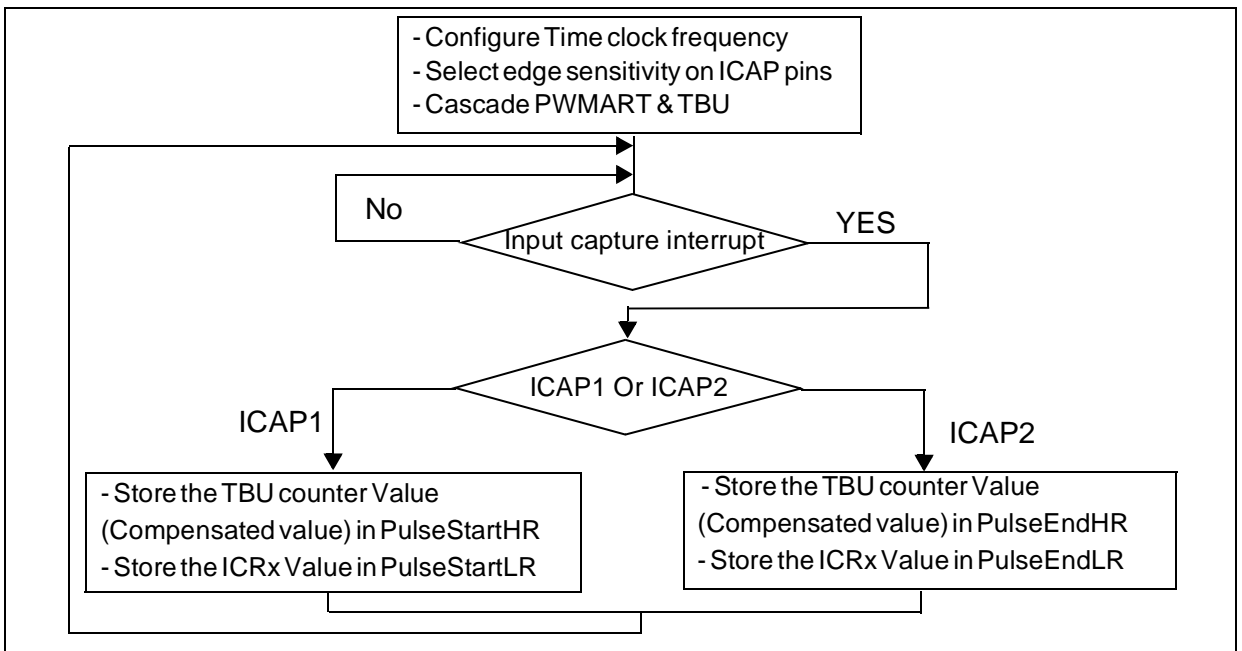 - Configure Time clock frequency
- Select edge sensitivity on ICAP pins
- Cascade PWMART & TBU
No
Input capture interrupt
YES
ICAP1 Or ICAP2
ICAP1
ICAP2
- Store the TBU counter Value
(Compensated value) in PulseStartHR
- Store the ICRx Value in PulseStartLR
- Store the TBU counter Value
(Compensated value) in PulseEndHR
- Store the ICRx Value in PulseEndLR